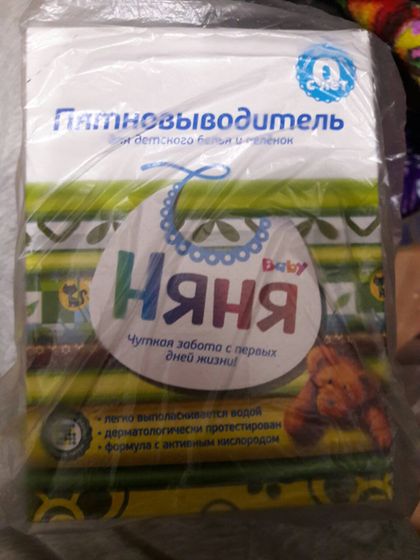 0
С ЛЕТ
Пятновыводитель
для детского белья и пелёнок
Baby
НЯНЯ
Чуткая забота с первых
дней жизни!
• легко выполаскивается водой
• дерматологически протестирован
• формула с активным кислородом